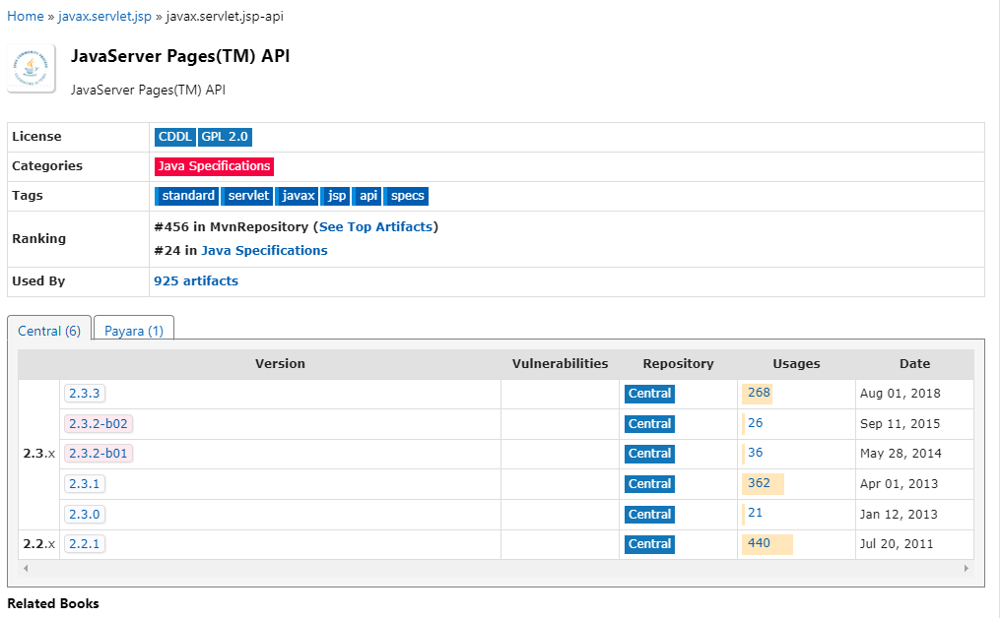 Home » javax.servlet.jsp » javax.servlet.jsp-api
JavaServer Pages(TM) API
JavaServer Pages(TM) API
License CDDL GPL 2.0
Categories Java Specifications
Tags standard servlet javax jsp api specs
Ranking #456 in MvnRepository (See Top Artifacts)
#24 in Java Specifications
Used By 925 artifacts
Central (6) Payara (1)
Version Vulnerabilities Repository Usages Date
2.3.3 Central 268 Aug 01, 2018
2.3.2-b02 Central 26 Sep 11, 2015
2.3.x 2.3.2-b01 Central 36 May 28, 2014
2.3.1 Central 362 Apr 01, 2013
2.3.0 Central 21 Jan 12, 2013
2.2.x 2.2.1 Central 440 Jul 20, 2011
Related Books